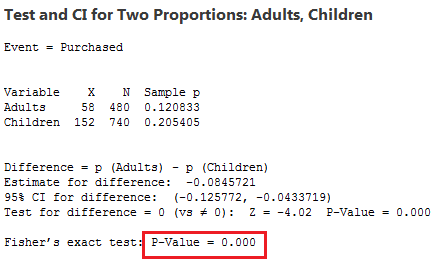 Test and CI for Two Proportions: Adults, Children
Event = Purchased
Variable X N Sample p
Adults 58 480 0.120833
Children 152 740 0.205405
Difference = p (Adults) - p (Children)
Estimate for difference: -0.0845721
95% CI for difference: (-0.125772, -0.0433719)
Test for difference = 0 (vs ≠ 0): Z = -4.02 P-Value = 0.000
Fisher's exact test: P-Value = 0.000